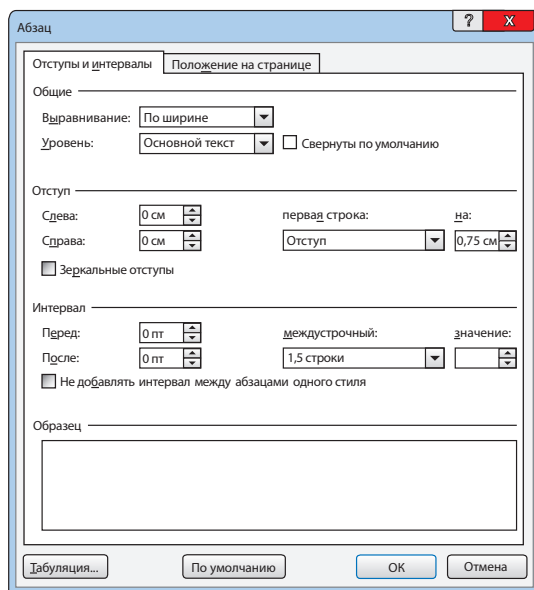 Абзац ? X
Отступы и интервалы Положение на странице
Общие
Выравнивание: По ширине
Уровень: Основной текст Свернуты по умолчанию
Отступ
Слева: 0 см первая строка: на:
Справа: 0 см Отступ 0,75 см
Зеркальные отступы
Интервал
Перед: 0 пт междустрочный: значение:
После: 0 пт 1,5 строки
Не добавлять интервал между абзацами одного стиля
Образец
Табуляция... По умолчанию ОК Отмена